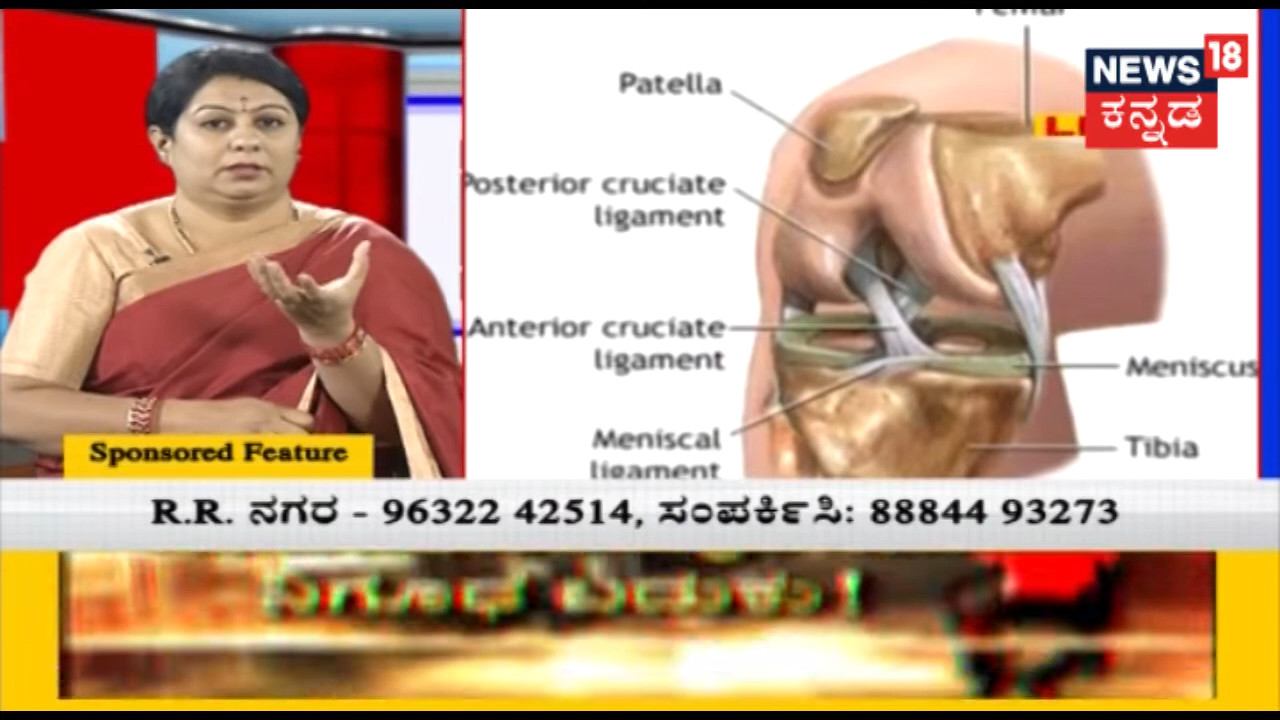 Patella
Posterior cruciate
ligament
Anterior cruciate
ligament
Meniscal
ligament
Meniscus
Tibia
NEWS
18
ಕನ್ನಡ
Sponsored Feature
R.R. ನಗರ - 96322 42514, ಸಂಪರ್ಕಿಸಿ: 88844 93273